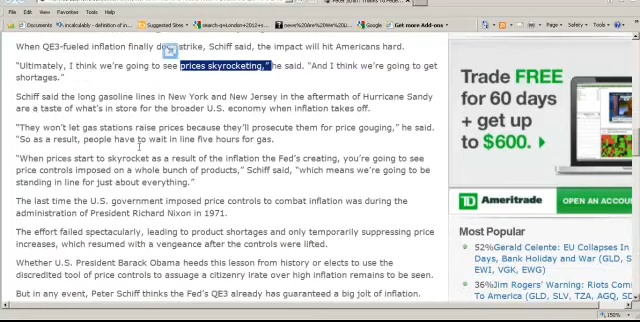 File Edit View Favorites Tools Help
incalculably - definition of in...
Suggested Sites
search-q=London+2012+s...
Google
Get more Add-ons
Page Safety Tools
When QE3-fueled inflation finally strike, Schiff said, the impact will hit Americans hard.
"Ultimately, I think we're going to see prices skyrocketing," he said. "And I think we're going to get
shortages."
Schiff said the long gasoline lines in New York and New Jersey in the aftermath of Hurricane Sandy
are a taste of what's in store for the broader U.S. economy when inflation takes off.
"They won't let gas stations raise prices because they'll prosecute them for price gouging," he said.
"So as a result, people have to wait in line five hours for gas.
"When prices start to skyrocket as a result of the inflation the Fed's creating, you're going to see
price controls imposed on a whole bunch of products," Schiff said, "which means we're going to be
standing in line for just about everything."
The last time the U.S. government imposed price controls to combat inflation was during the
administration of President Richard Nixon in 1971.
The effort failed spectacularly, leading to product shortages and only temporarily suppressing price
increases, which resumed with a vengeance after the controls were lifted.
Whether U.S. President Barack Obama heeds this lesson from history or elects to use the
discredited tool of price controls to assuage a citizenry irate over high inflation remains to be seen.
But in any event, Peter Schiff thinks the Fed's QE3 already has guaranteed a big jolt of inflation.
Trade FREE
for 60 days
+ get up
to $600.
TD Ameritrade
OPEN AN ACCOU
Most Popular
52%Gerald Celente: EU Collapses In
Days, Bank Holiday and War (GLD, S
EWI, VGK, EWG)
36%Jim Rogers' Warning: Riots Comi
To America (GLD, SLV, TZA, AGQ, SD
150%